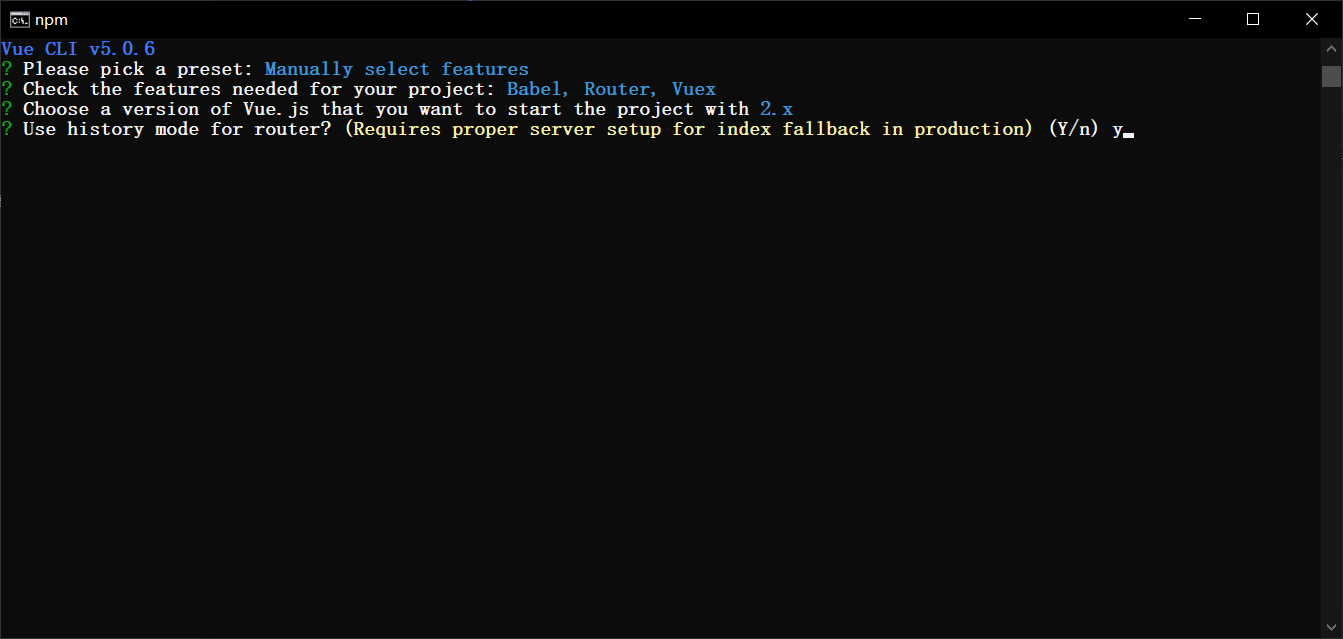 npm
Vue CLI v5.0.6
? Please pick a preset: Manually select features
? Check the features needed for your project: Babel, Router, Vuex
? Choose a version of Vue.js that you want to start the project with 2.x
? Use history mode for router? (Requires proper server setup for index fallback in production) (Y/n) y